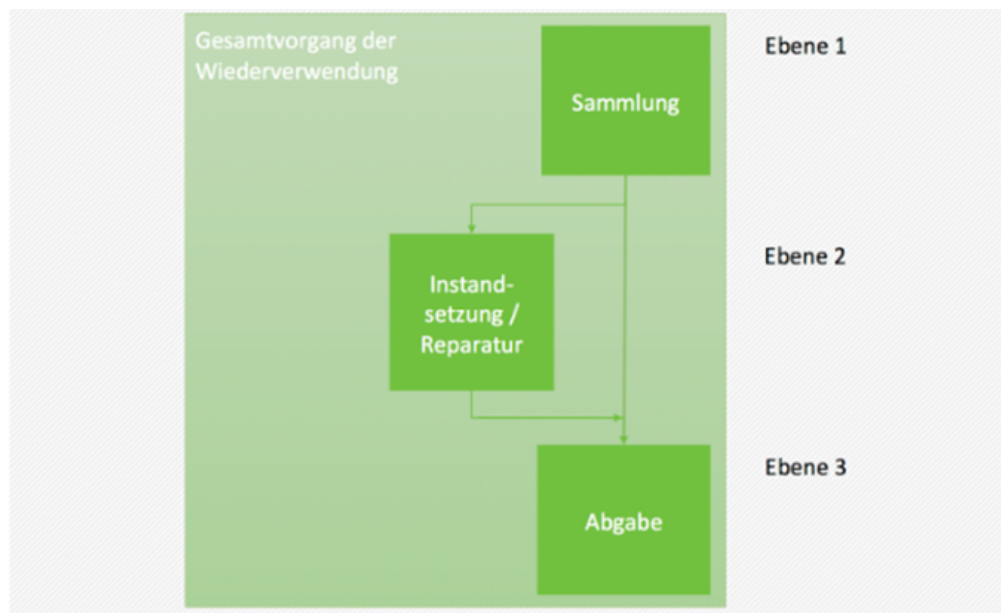 Gesamtvorgang der
Wiederverwendung
Ebene 1
Sammlung
Ebene 2
Instand-
setzung /
Reparatur
Ebene 3
Abgabe